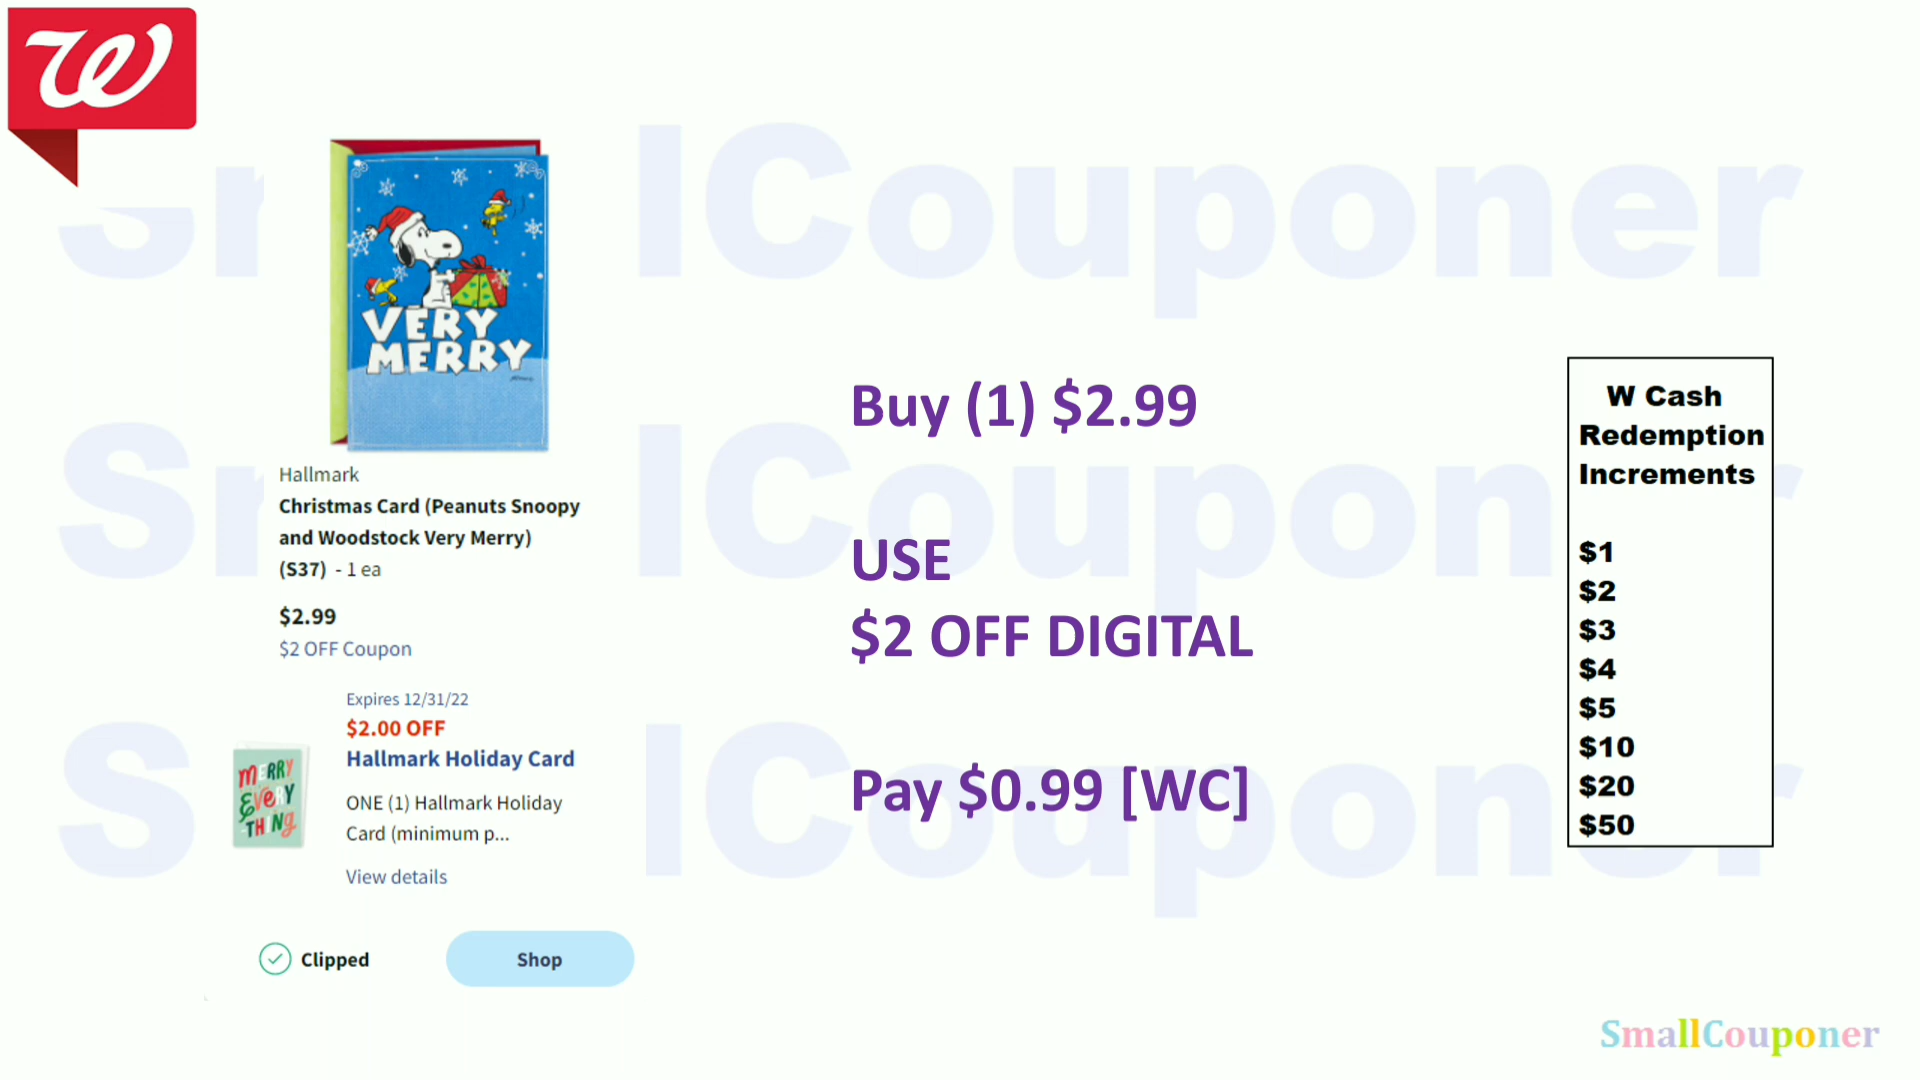 W
VERY
MERRY
Hallmark
Christmas Card (Peanuts Snoopy
and Woodstock Very Merry)
(S37) - 1 ea
$2.99
$2 OFF Coupon
Expires 12/31/22
$2.00 OFF
Hallmark Holiday Card
MERRY
EVERY
THING
ONE (1) Hallmark Holiday
Card (minimum p...
View details
Clipped
Shop
Buy (1) $2.99
USE
$2 OFF DIGITAL
Pay $0.99 [WC]
W Cash
Redemption
Increments
$1
$2
$3
$4
$5
$10
$20
$50
SmallCouponer